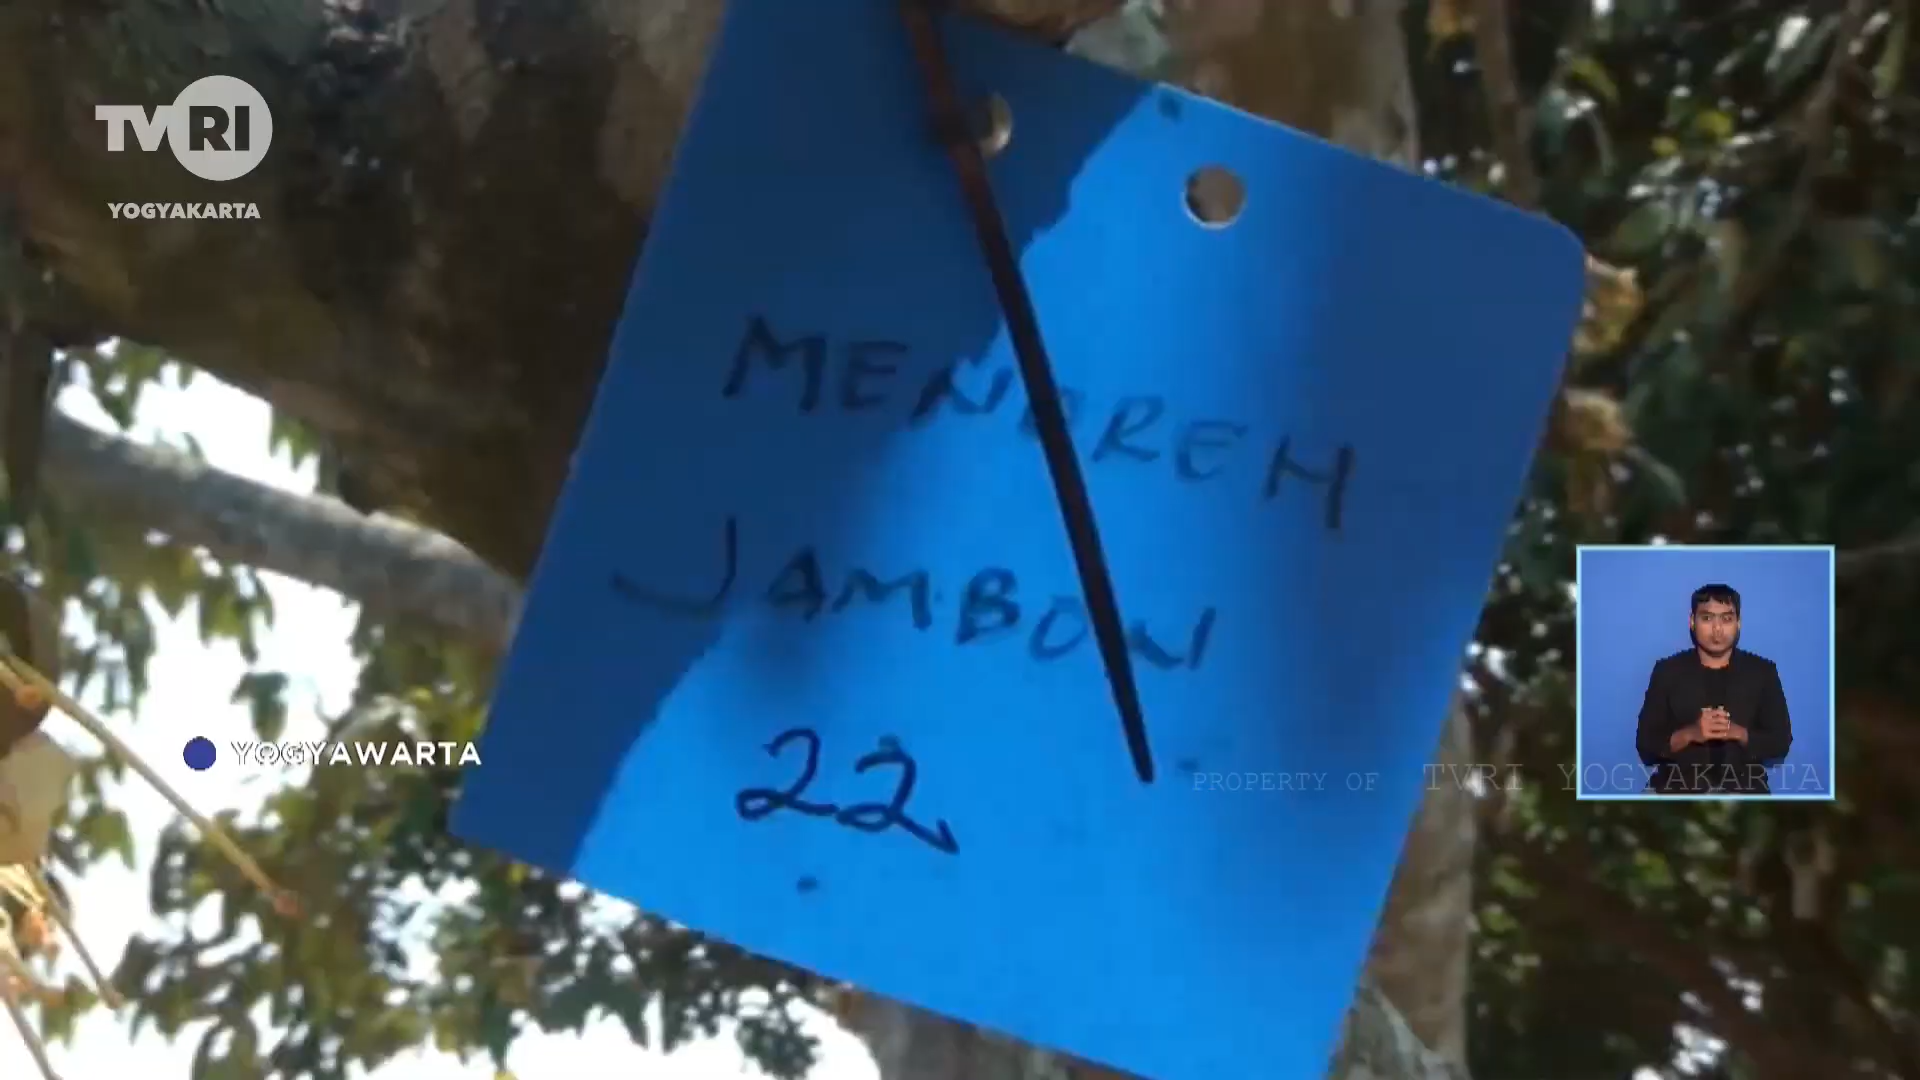 TVRI
YOGYAKARTA
MENOREH
JAMBON
22
YOGYAWARTA
PROPERTY OF TVRI YOGYAKARTA